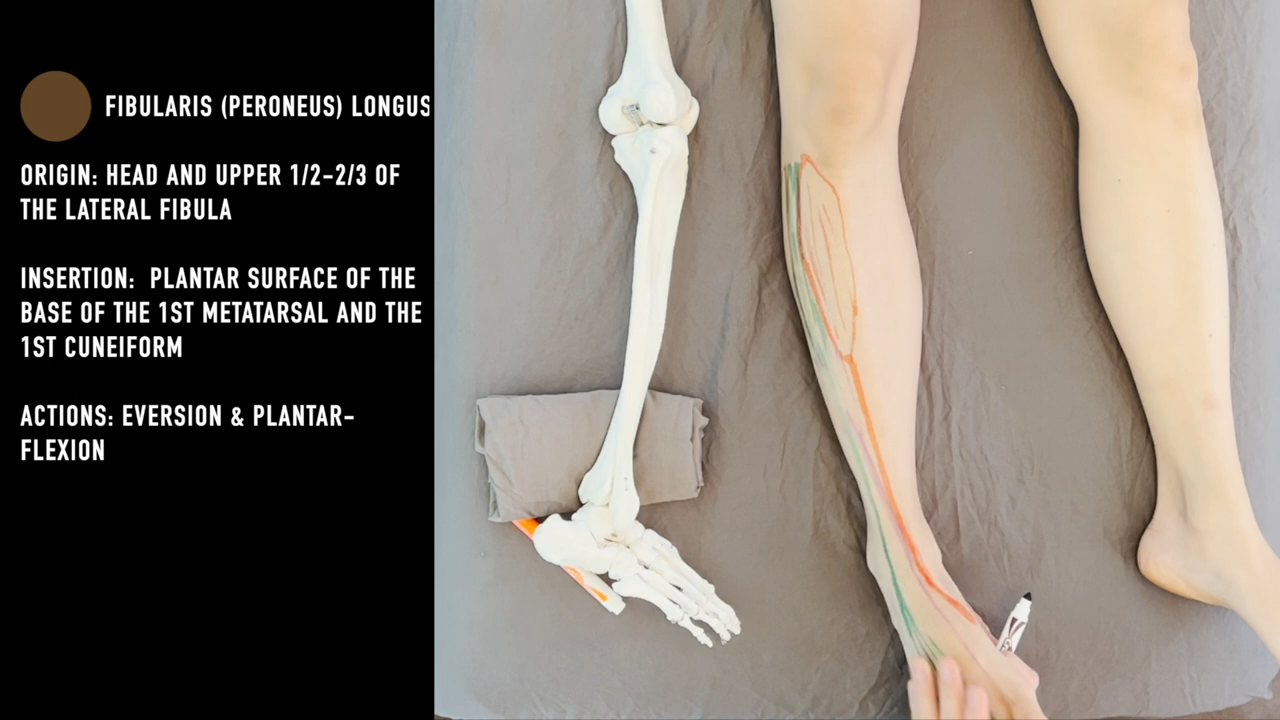 FIBULARIS (PERONEUS) LONGUS
ORIGIN: HEAD AND UPPER 1/2-2/3 OF
THE LATERAL FIBULA
INSERTION: PLANTAR SURFACE OF THE
BASE OF THE 1ST METATARSAL AND THE
1ST CUNEIFORM
ACTIONS: EVERSION & PLANTAR-
FLEXION